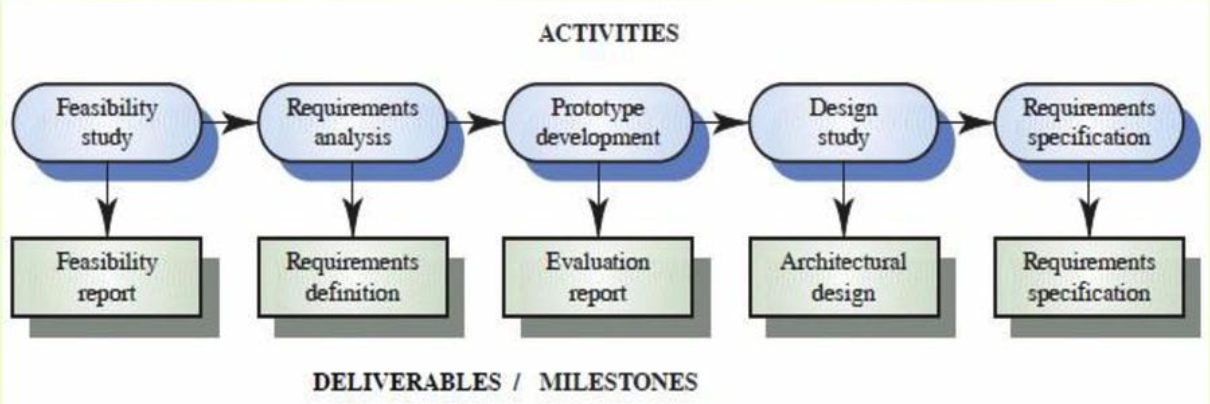 ACTIVITIES
Feasibility
study
Requirements
analysis
Prototype
development
Design
study
Requirements
specification
Feasibility
report
Requirements
definition
Evaluation
report
Architectural
design
Requirements
specification
DELIVERABLES / MILESTONES